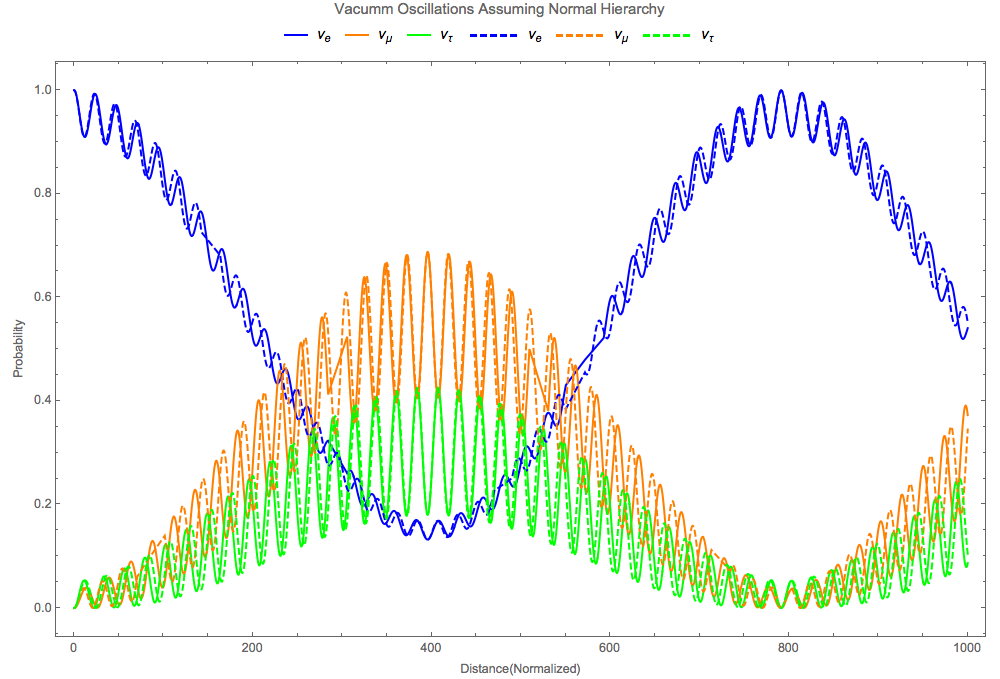 Vacumm Oscillations Assuming Normal Hierarchy
νe νμ ντ νe νμ ντ
1.0
0.8
0.6
0.4
0.2
0.0
Probability
0 200 400 600 800 1000
Distance(Normalized)